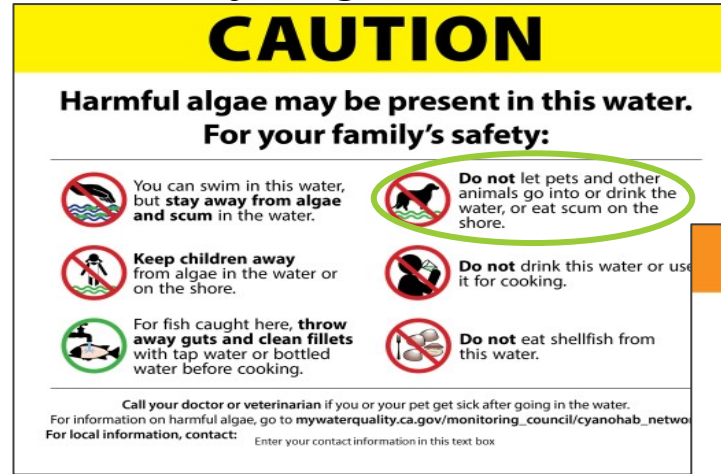 CAUTION
Harmful algae may be present in this water.
For your family's safety:
You can swim in this water,
but stay away from algae
and scum in the water.
Do not let pets and other
animals go into or drink the
water, or eat scum on the
shore.
Keep children away
from algae in the water or
on the shore.
Do not drink this water or use
it for cooking.
For fish caught here, throw
away guts and clean fillets
with tap water or bottled
water before cooking.
Do not eat shellfish from
this water.
Call your doctor or veterinarian if you or your pet get sick after going in the water.
For information on harmful algae, go to mywaterquality.ca.gov/monitoring_council/cyanohab_netwo
For local information, contact: Enter your contact information in this text box